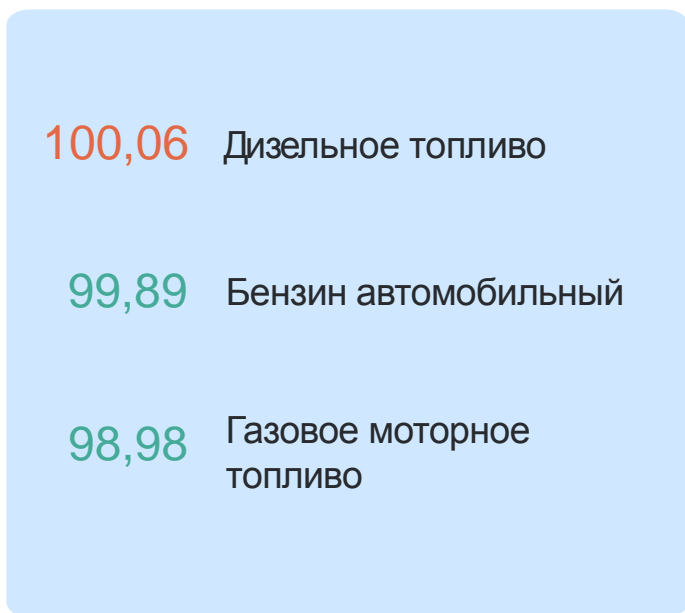 100,06 Дизельное топливо
99,89 Бензин автомобильный
98,98 Газовое моторное
топливо